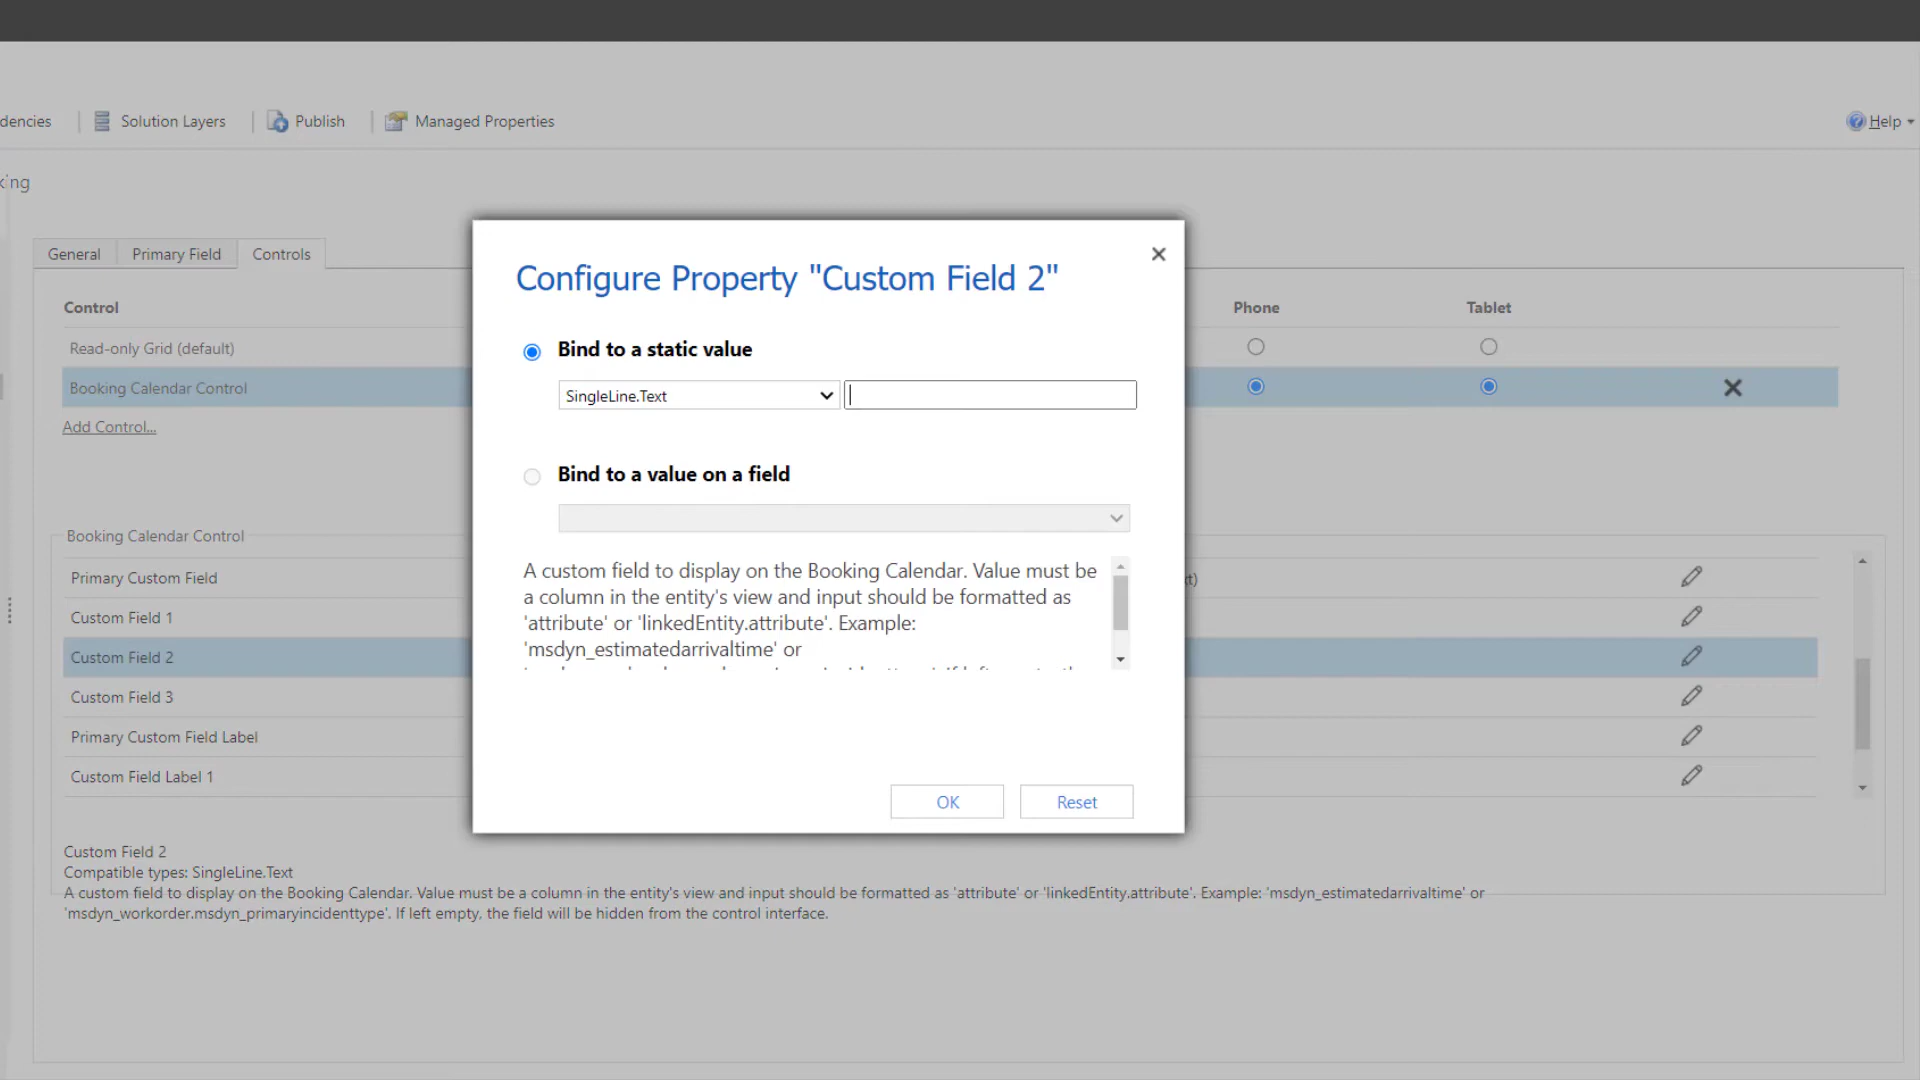 dencies
Solution Layers
Publish
Managed Properties
Help
General
Primary Field
Controls
Control
Phone
Tablet
Read-only Grid (default)
Booking Calendar Control
Add Control...
Configure Property "Custom Field 2"
Bind to a static value
SingleLine.Text
Bind to a value on a field
A custom field to display on the Booking Calendar. Value must be
a column in the entity's view and input should be formatted as
'attribute' or 'linkedEntity.attribute'. Example:
'msdyn_estimatedarrivaltime' or
OK
Reset
Booking Calendar Control
Primary Custom Field
Custom Field 1
Custom Field 2
Custom Field 3
Primary Custom Field Label
Custom Field Label 1
Custom Field 2
Compatible types: SingleLine.Text
A custom field to display on the Booking Calendar. Value must be a column in the entity's view and input should be formatted as 'attribute' or 'linkedEntity.attribute'. Example: 'msdyn_estimatedarrivaltime' or
'msdyn_workorder.msdyn_primaryincidenttype'. If left empty, the field will be hidden from the control interface.